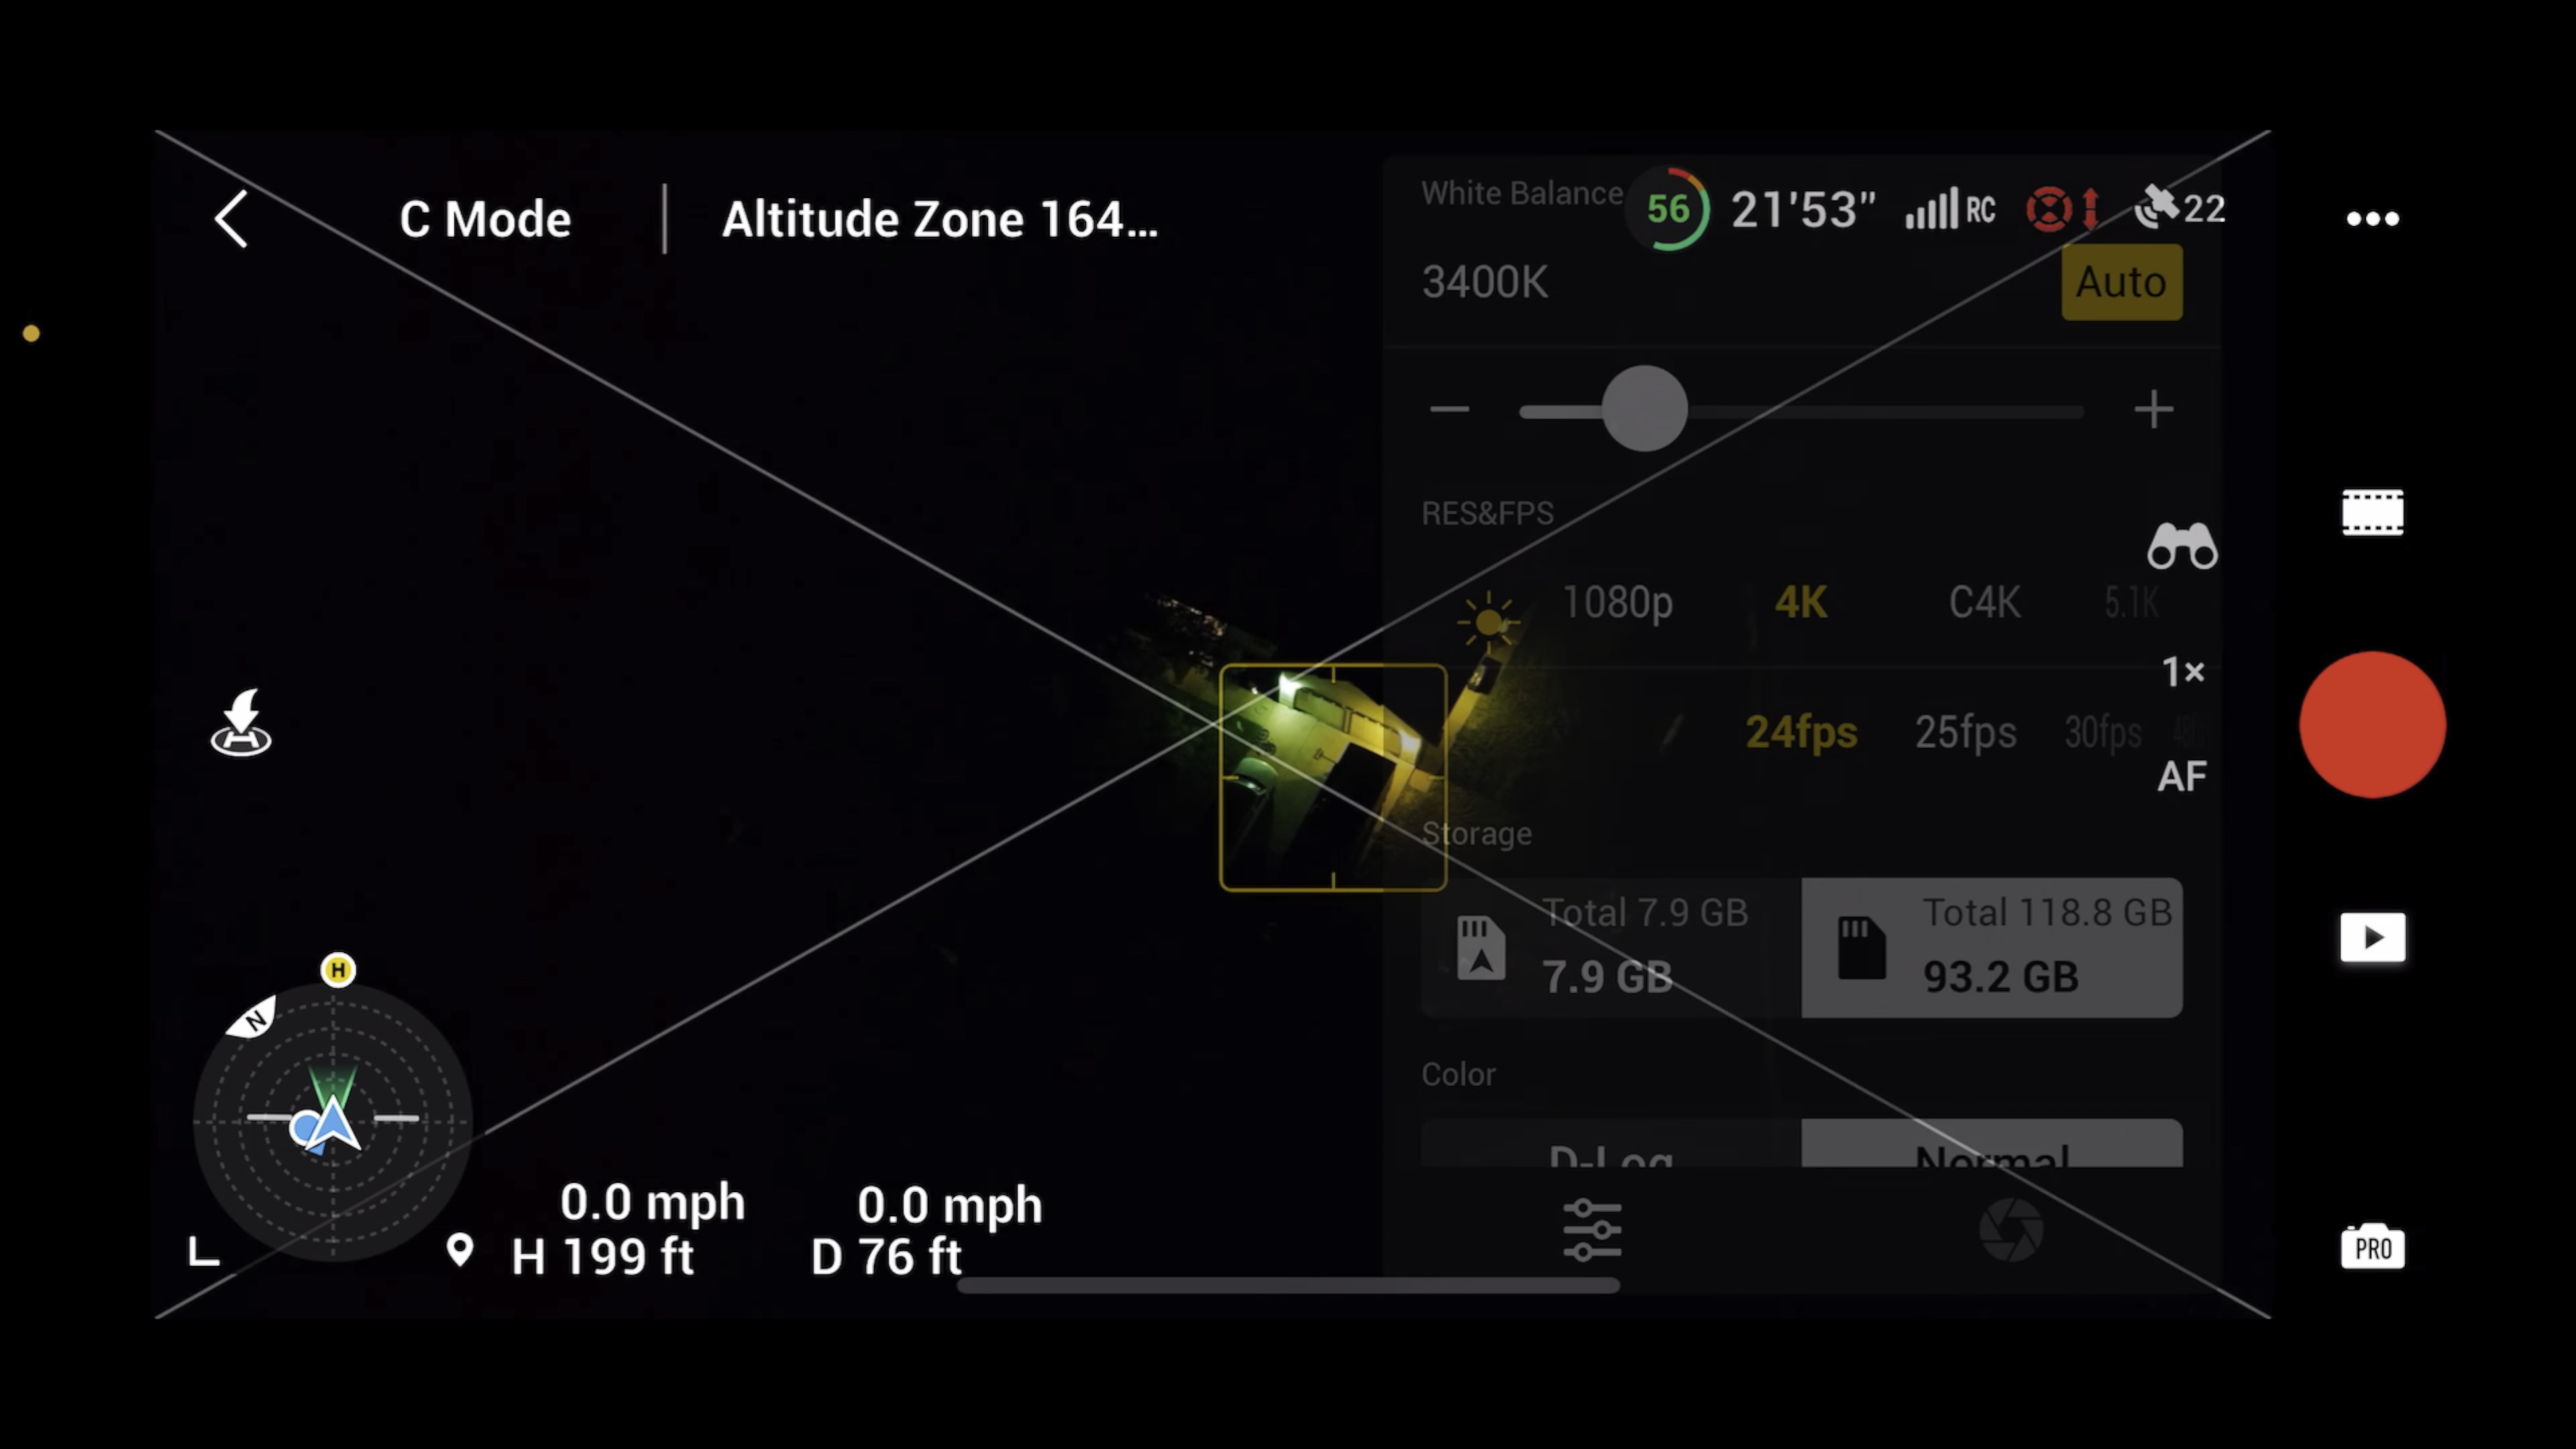 C Mode
Altitude Zone 164...
White Balance
56
21'53"
RC
22
3400K
Auto
RES&FPS
1080p
4K
C4K
5.1K
1×
24fps
25fps
30fps
AF
Storage
Total 7.9 GB
7.9 GB
Total 118.8 GB
93.2 GB
H
N
Color
D-Log
Normal
0.0 mph
0.0 mph
H 199 ft
D 76 ft
PRO